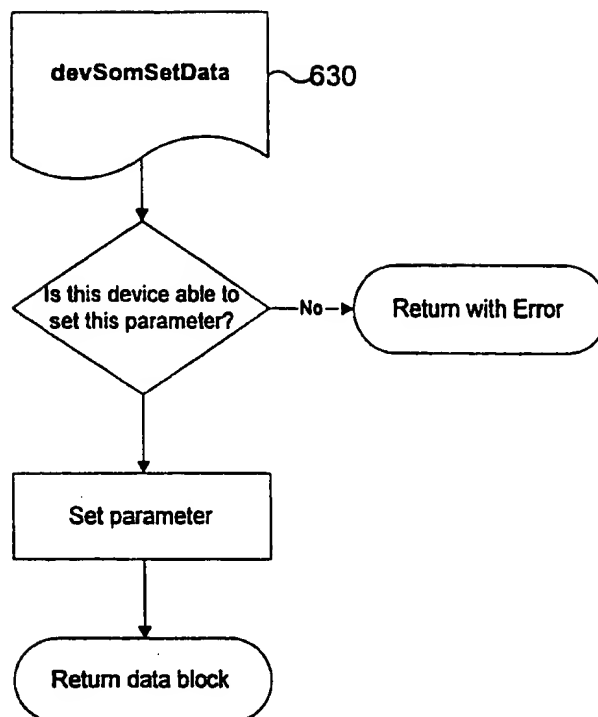 devSomSetData
630
Is this device able to
set this parameter?
No
Return with Error
Set parameter
Return data block